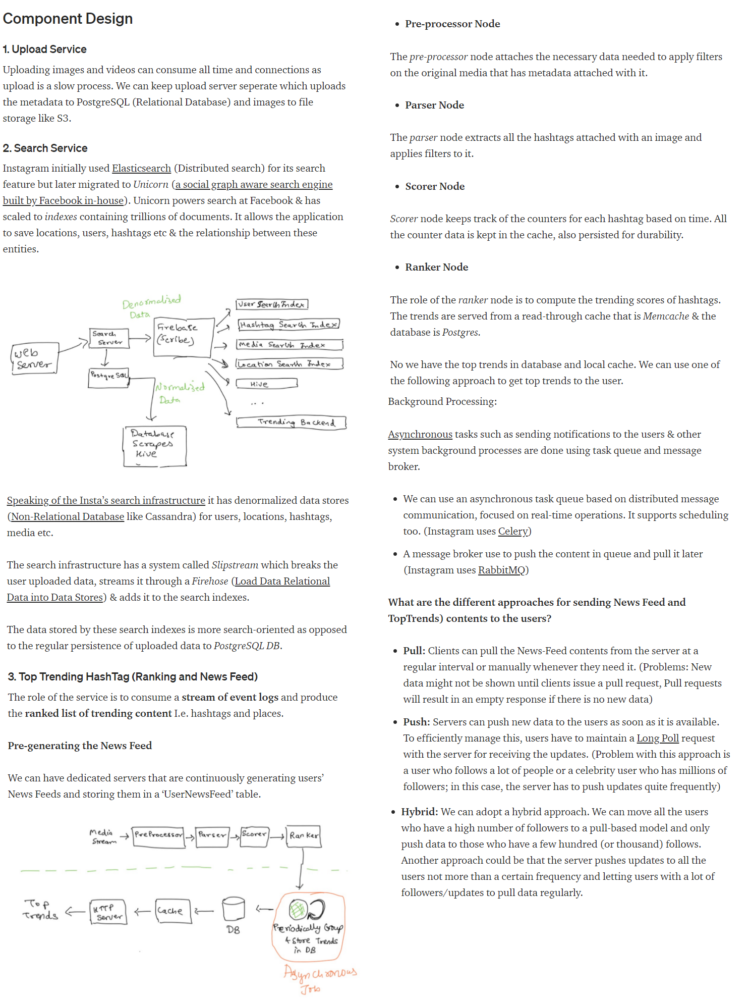 Component Design
1. Upload Service
Uploading images and videos can consume all time and connections as
upload is a slow process. We can keep upload server seperate which uploads
the metadata to PostgreSQL (Relational Database) and images to file
storage like S3.
2. Search Service
Instagram initially used Elasticsearch (Distributed search) for its search
feature but later migrated to Unicorn (a social graph aware search engine
built by Facebook in-house). Unicorn powers search at Facebook & has
scaled to indexes containing trillions of documents. It allows the application
to save locations, users, hashtags etc & the relationship between these
entities.
Denormalized
Data
Web
Server
Search
Server
PostgreSQL
Firebase
(Scribe)
Normalized
Data
Database
Scrapes
Hive
User Search Index
Hashtag Search Index
Media Search Index
Location Search Index
Hive
...
Trending Backend
Speaking of the Insta's search infrastructure it has denormalized data stores
(Non-Relational Database like Cassandra) for users, locations, hashtags,
media etc.
The search infrastructure has a system called Slipstream which breaks the
user uploaded data, streams it through a Firehose (Load Data Relational
Data into Data Stores) & adds it to the search indexes.
The data stored by these search indexes is more search-oriented as opposed
to the regular persistence of uploaded data to PostgreSQL DB.
3. Top Trending HashTag (Ranking and News Feed)
The role of the service is to consume a stream of event logs and produce
the ranked list of trending content I.e. hashtags and places.
Pre-generating the News Feed
We can have dedicated servers that are continuously generating users’
News Feeds and storing them in a ‘UserNewsFeed’ table.
Media
Stream
PreProcessor
Parser
Scorer
Ranker
Top
Trends
HTTP
Server
Cache
DB
Periodically Group
& Store Trends
in DB
Asynchronous
Job
• Pre-processor Node
The pre-processor node attaches the necessary data needed to apply filters
on the original media that has metadata attached with it.
• Parser Node
The parser node extracts all the hashtags attached with an image and
applies filters to it.
• Scorer Node
Scorer node keeps track of the counters for each hashtag based on time. All
the counter data is kept in the cache, also persisted for durability.
• Ranker Node
The role of the ranker node is to compute the trending scores of hashtags.
The trends are served from a read-through cache that is Memcache & the
database is Postgres.
No we have the top trends in database and local cache. We can use one of
the following approach to get top trends to the user.
Background Processing:
Asynchronous tasks such as sending notifications to the users & other
system background processes are done using task queue and message
broker.
• We can use an asynchronous task queue based on distributed message
communication, focused on real-time operations. It supports scheduling
too. (Instagram uses Celery)
• A message broker use to push the content in queue and pull it later
(Instagram uses RabbitMQ)
What are the different approaches for sending News Feed and
TopTrends) contents to the users?
• Pull: Clients can pull the News-Feed contents from the server at a
regular interval or manually whenever they need it. (Problems: New
data might not be shown until clients issue a pull request, Pull requests
will result in an empty response if there is no new data)
• Push: Servers can push new data to the users as soon as it is available.
To efficiently manage this, users have to maintain a Long Poll request
with the server for receiving the updates. (Problem with this approach is
a user who follows a lot of people or a celebrity user who has millions of
followers; in this case, the server has to push updates quite frequently)
• Hybrid: We can adopt a hybrid approach. We can move all the users
who have a high number of followers to a pull-based model and only
push data to those who have a few hundred (or thousand) follows.
Another approach could be that the server pushes updates to all the
users not more than a certain frequency and letting users with a lot of
followers/updates to pull data regularly.